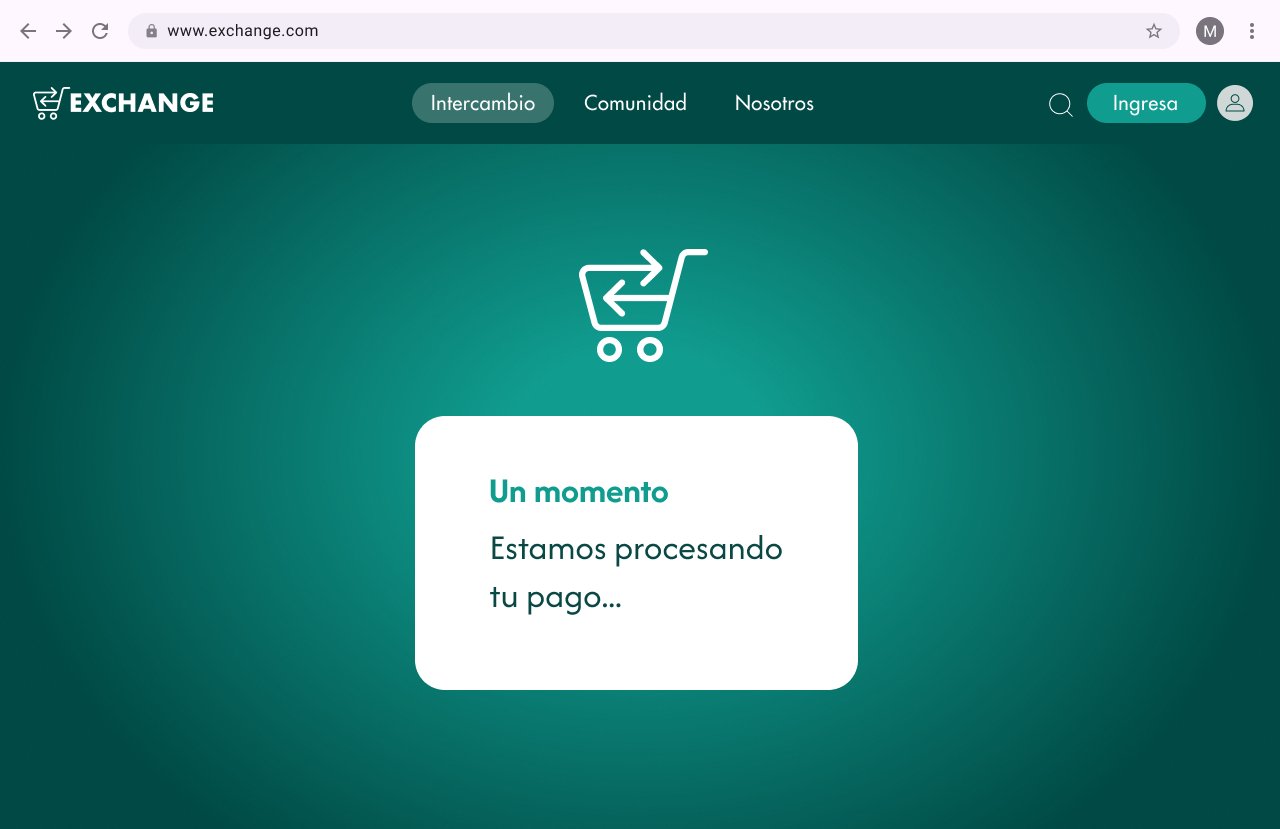 www.exchange.com
M
EXCHANGE
Intercambio
Comunidad
Nosotros
Ingresa
Un momento
Estamos procesando
tu pago...